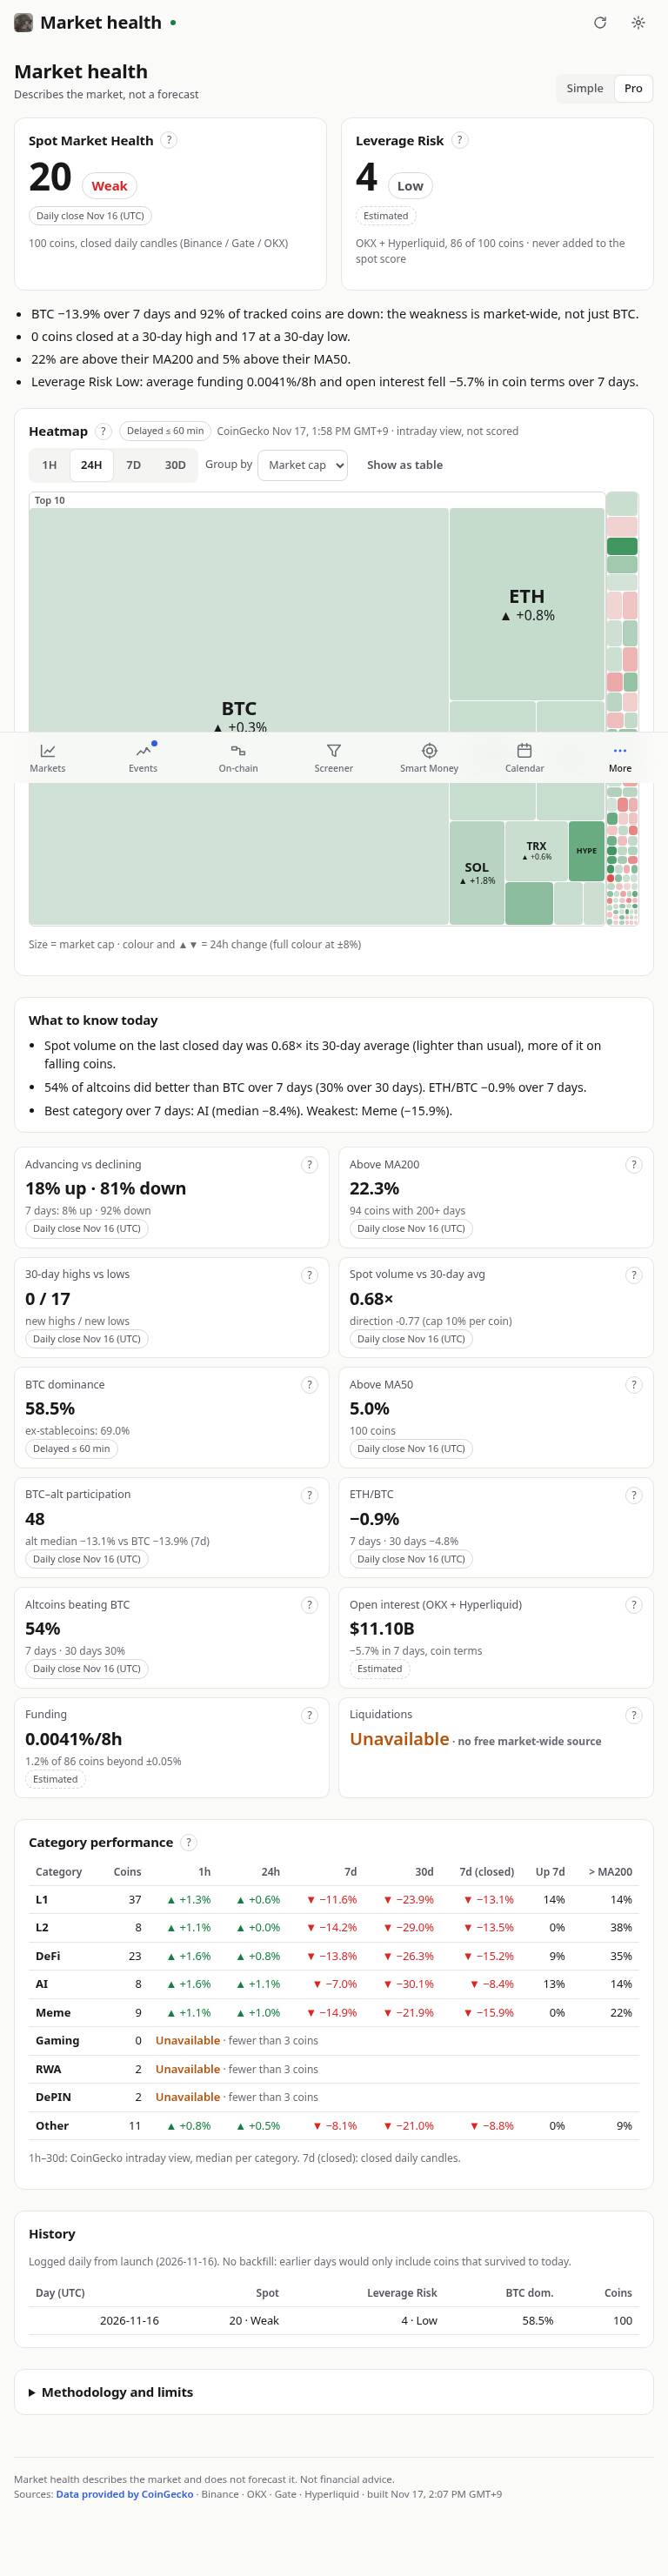 Market health
Market health
Describes the market, not a forecast
Simple Pro
Spot Market Health ?
20 Weak
Daily close Nov 16 (UTC)
100 coins, closed daily candles (Binance / Gate / OKX)
Leverage Risk ?
4 Low
Estimated
OKX + Hyperliquid, 86 of 100 coins · never added to the
spot score
• BTC −13.9% over 7 days and 92% of tracked coins are down: the weakness is market-wide, not just BTC.
• 0 coins closed at a 30-day high and 17 at a 30-day low.
• 22% are above their MA200 and 5% above their MA50.
• Leverage Risk Low: average funding 0.0041%/8h and open interest fell −5.7% in coin terms over 7 days.
Heatmap ? Delayed ≤ 60 min CoinGecko Nov 17, 1:58 PM GMT+9 · intraday view, not scored
1H 24H 7D 30D Group by Market cap Show as table
Top 10
ETH
▲ +0.8%
BTC
▲ +0.3%
Markets Events On-chain Screener Smart Money Calendar More
SOL
▲ +1.8%
TRX
▲ +0.6%
HYPE
Size = market cap · colour and ▲▼ = 24h change (full colour at ±8%)
What to know today
• Spot volume on the last closed day was 0.68× its 30-day average (lighter than usual), more of it on
falling coins.
• 54% of altcoins did better than BTC over 7 days (30% over 30 days). ETH/BTC −0.9% over 7 days.
• Best category over 7 days: AI (median −8.4%). Weakest: Meme (−15.9%).
Advancing vs declining ?
18% up · 81% down
7 days: 8% up · 92% down
Daily close Nov 16 (UTC)
Above MA200 ?
22.3%
94 coins with 200+ days
Daily close Nov 16 (UTC)
30-day highs vs lows ?
0 / 17
new highs / new lows
Daily close Nov 16 (UTC)
Spot volume vs 30-day avg ?
0.68×
direction -0.77 (cap 10% per coin)
Daily close Nov 16 (UTC)
BTC dominance ?
58.5%
ex-stablecoins: 69.0%
Delayed ≤ 60 min
Above MA50 ?
5.0%
100 coins
Daily close Nov 16 (UTC)
BTC–alt participation ?
48
alt median −13.1% vs BTC −13.9% (7d)
Daily close Nov 16 (UTC)
ETH/BTC ?
−0.9%
7 days · 30 days −4.8%
Daily close Nov 16 (UTC)
Altcoins beating BTC ?
54%
7 days · 30 days 30%
Daily close Nov 16 (UTC)
Open interest (OKX + Hyperliquid) ?
$11.10B
−5.7% in 7 days, coin terms
Estimated
Funding ?
0.0041%/8h
1.2% of 86 coins beyond ±0.05%
Estimated
Liquidations ?
Unavailable · no free market-wide source
Category performance ?
Category Coins 1h 24h 7d 30d 7d (closed) Up 7d > MA200
L1 37 ▲ +1.3% ▲ +0.6% ▼ −11.6% ▼ −23.9% ▼ −13.1% 14% 14%
L2 8 ▲ +1.1% ▲ +0.0% ▼ −14.2% ▼ −29.0% ▼ −13.5% 0% 38%
DeFi 23 ▲ +1.6% ▲ +0.8% ▼ −13.8% ▼ −26.3% ▼ −15.2% 9% 35%
AI 8 ▲ +1.6% ▲ +1.1% ▼ −7.0% ▼ −30.1% ▼ −8.4% 13% 14%
Meme 9 ▲ +1.1% ▲ +1.0% ▼ −14.9% ▼ −21.9% ▼ −15.9% 0% 22%
Gaming 0 Unavailable · fewer than 3 coins
RWA 2 Unavailable · fewer than 3 coins
DePIN 2 Unavailable · fewer than 3 coins
Other 11 ▲ +0.8% ▲ +0.5% ▼ −8.1% ▼ −21.0% ▼ −8.8% 0% 9%
1h–30d: CoinGecko intraday view, median per category. 7d (closed): closed daily candles.
History
Logged daily from launch (2026-11-16). No backfill: earlier days would only include coins that survived to today.
Day (UTC) Spot Leverage Risk BTC dom. Coins
2026-11-16 20 · Weak 4 · Low 58.5% 100
▶ Methodology and limits
Market health describes the market and does not forecast it. Not financial advice.
Sources: Data provided by CoinGecko · Binance · OKX · Gate · Hyperliquid · built Nov 17, 2:07 PM GMT+9